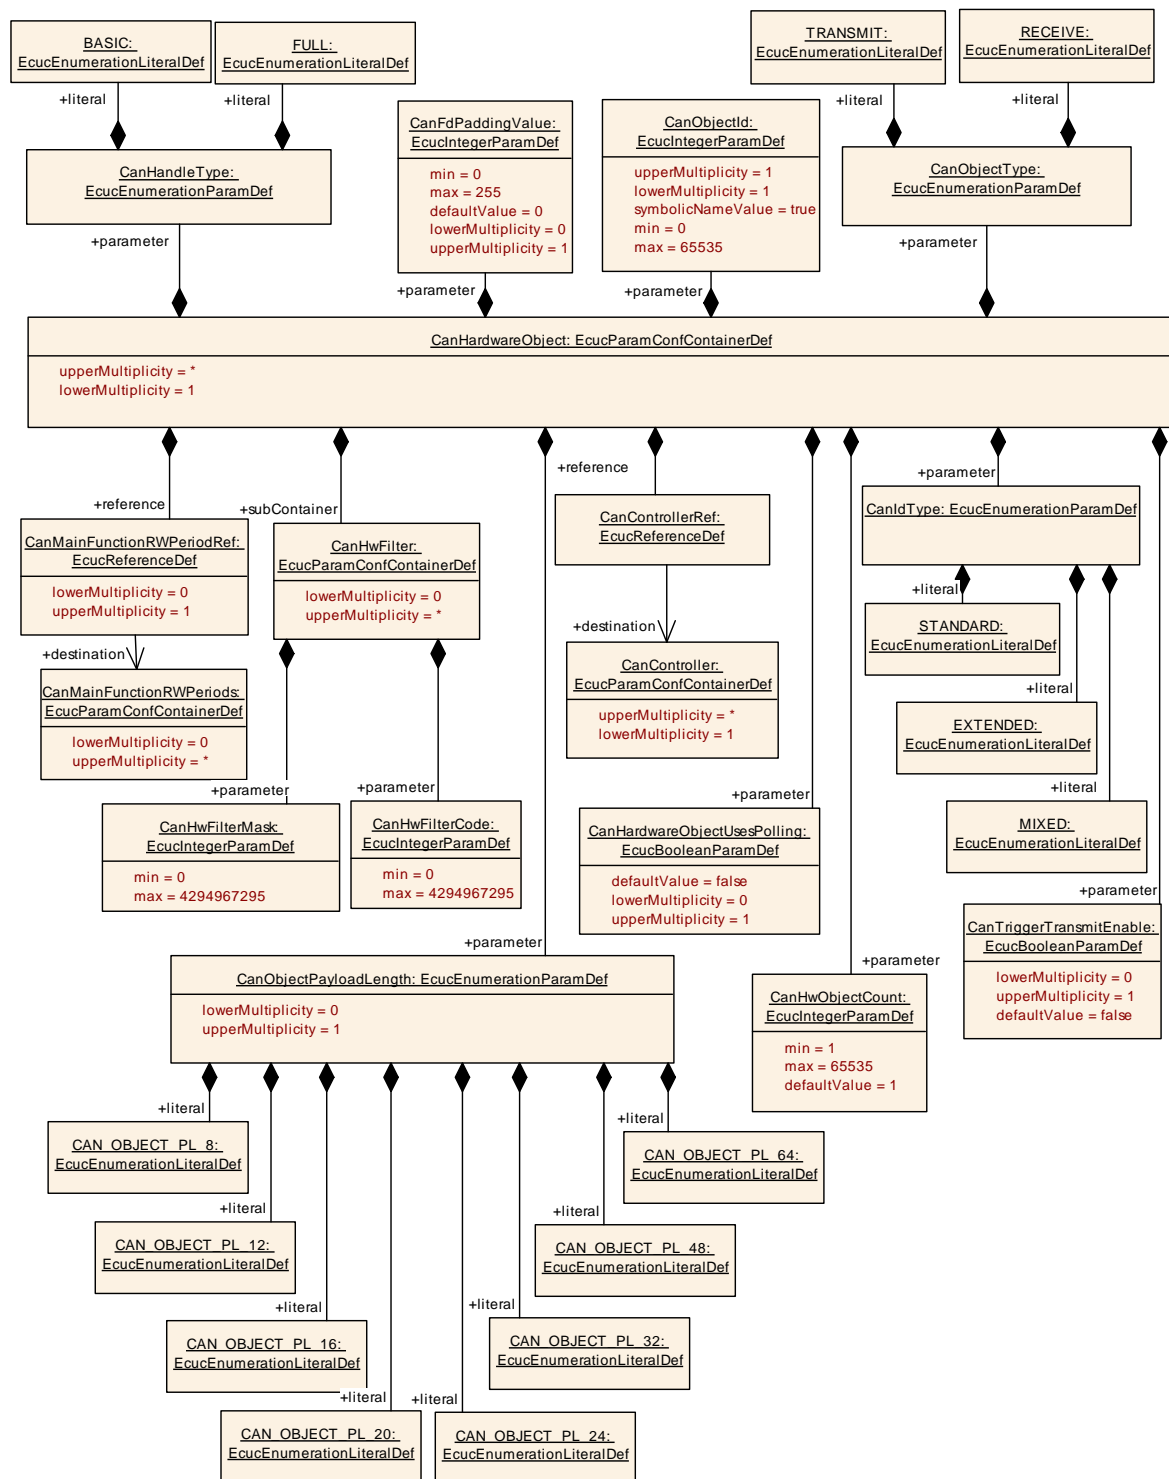 BASIC:
EcucEnumerationLiteralDef
FULL:
EcucEnumerationLiteralDef
TRANSMIT:
EcucEnumerationLiteralDef
RECEIVE:
EcucEnumerationLiteralDef
+literal
+literal
+literal
+literal
CanHandleType:
EcucEnumerationParamDef
CanFdPaddingValue:
EcucIntegerParamDef
min = 0
max = 255
defaultValue = 0
lowerMultiplicity = 0
upperMultiplicity = 1
CanObjectId:
EcucIntegerParamDef
upperMultiplicity = 1
lowerMultiplicity = 1
symbolicNameValue = true
min = 0
max = 65535
CanObjectType:
EcucEnumerationParamDef
+parameter
+parameter
+parameter
+parameter
CanHardwareObject: EcucParamConfContainerDef
upperMultiplicity = *
lowerMultiplicity = 1
+reference
+subContainer
+reference
+parameter
CanMainFunctionRWPeriodRef:
EcucReferenceDef
lowerMultiplicity = 0
upperMultiplicity = 1
CanHwFilter:
EcucParamConfContainerDef
lowerMultiplicity = 0
upperMultiplicity = *
CanControllerRef:
EcucReferenceDef
CanIdType: EcucEnumerationParamDef
+literal
STANDARD:
EcucEnumerationLiteralDef
+destination
+destination
CanMainFunctionRWPeriods:
EcucParamConfContainerDef
lowerMultiplicity = 0
upperMultiplicity = *
CanController:
EcucParamConfContainerDef
upperMultiplicity = *
lowerMultiplicity = 1
+literal
EXTENDED:
EcucEnumerationLiteralDef
+parameter
+parameter
+parameter
+literal
CanHwFilterMask:
EcucIntegerParamDef
min = 0
max = 4294967295
CanHwFilterCode:
EcucIntegerParamDef
min = 0
max = 4294967295
CanHardwareObjectUsesPolling:
EcucBooleanParamDef
defaultValue = false
lowerMultiplicity = 0
upperMultiplicity = 1
MIXED:
EcucEnumerationLiteralDef
+parameter
CanTriggerTransmitEnable:
EcucBooleanParamDef
lowerMultiplicity = 0
upperMultiplicity = 1
defaultValue = false
+parameter
+parameter
CanObjectPayloadLength: EcucEnumerationParamDef
lowerMultiplicity = 0
upperMultiplicity = 1
CanHwObjectCount:
EcucIntegerParamDef
min = 1
max = 65535
defaultValue = 1
+literal
+literal
CAN_OBJECT_PL_8:
EcucEnumerationLiteralDef
CAN_OBJECT_PL_64:
EcucEnumerationLiteralDef
+literal
+literal
CAN_OBJECT_PL_12:
EcucEnumerationLiteralDef
CAN_OBJECT_PL_48:
EcucEnumerationLiteralDef
+literal
+literal
CAN_OBJECT_PL_16:
EcucEnumerationLiteralDef
CAN_OBJECT_PL_32:
EcucEnumerationLiteralDef
+literal
+literal
CAN_OBJECT_PL_20:
EcucEnumerationLiteralDef
CAN_OBJECT_PL_24:
EcucEnumerationLiteralDef